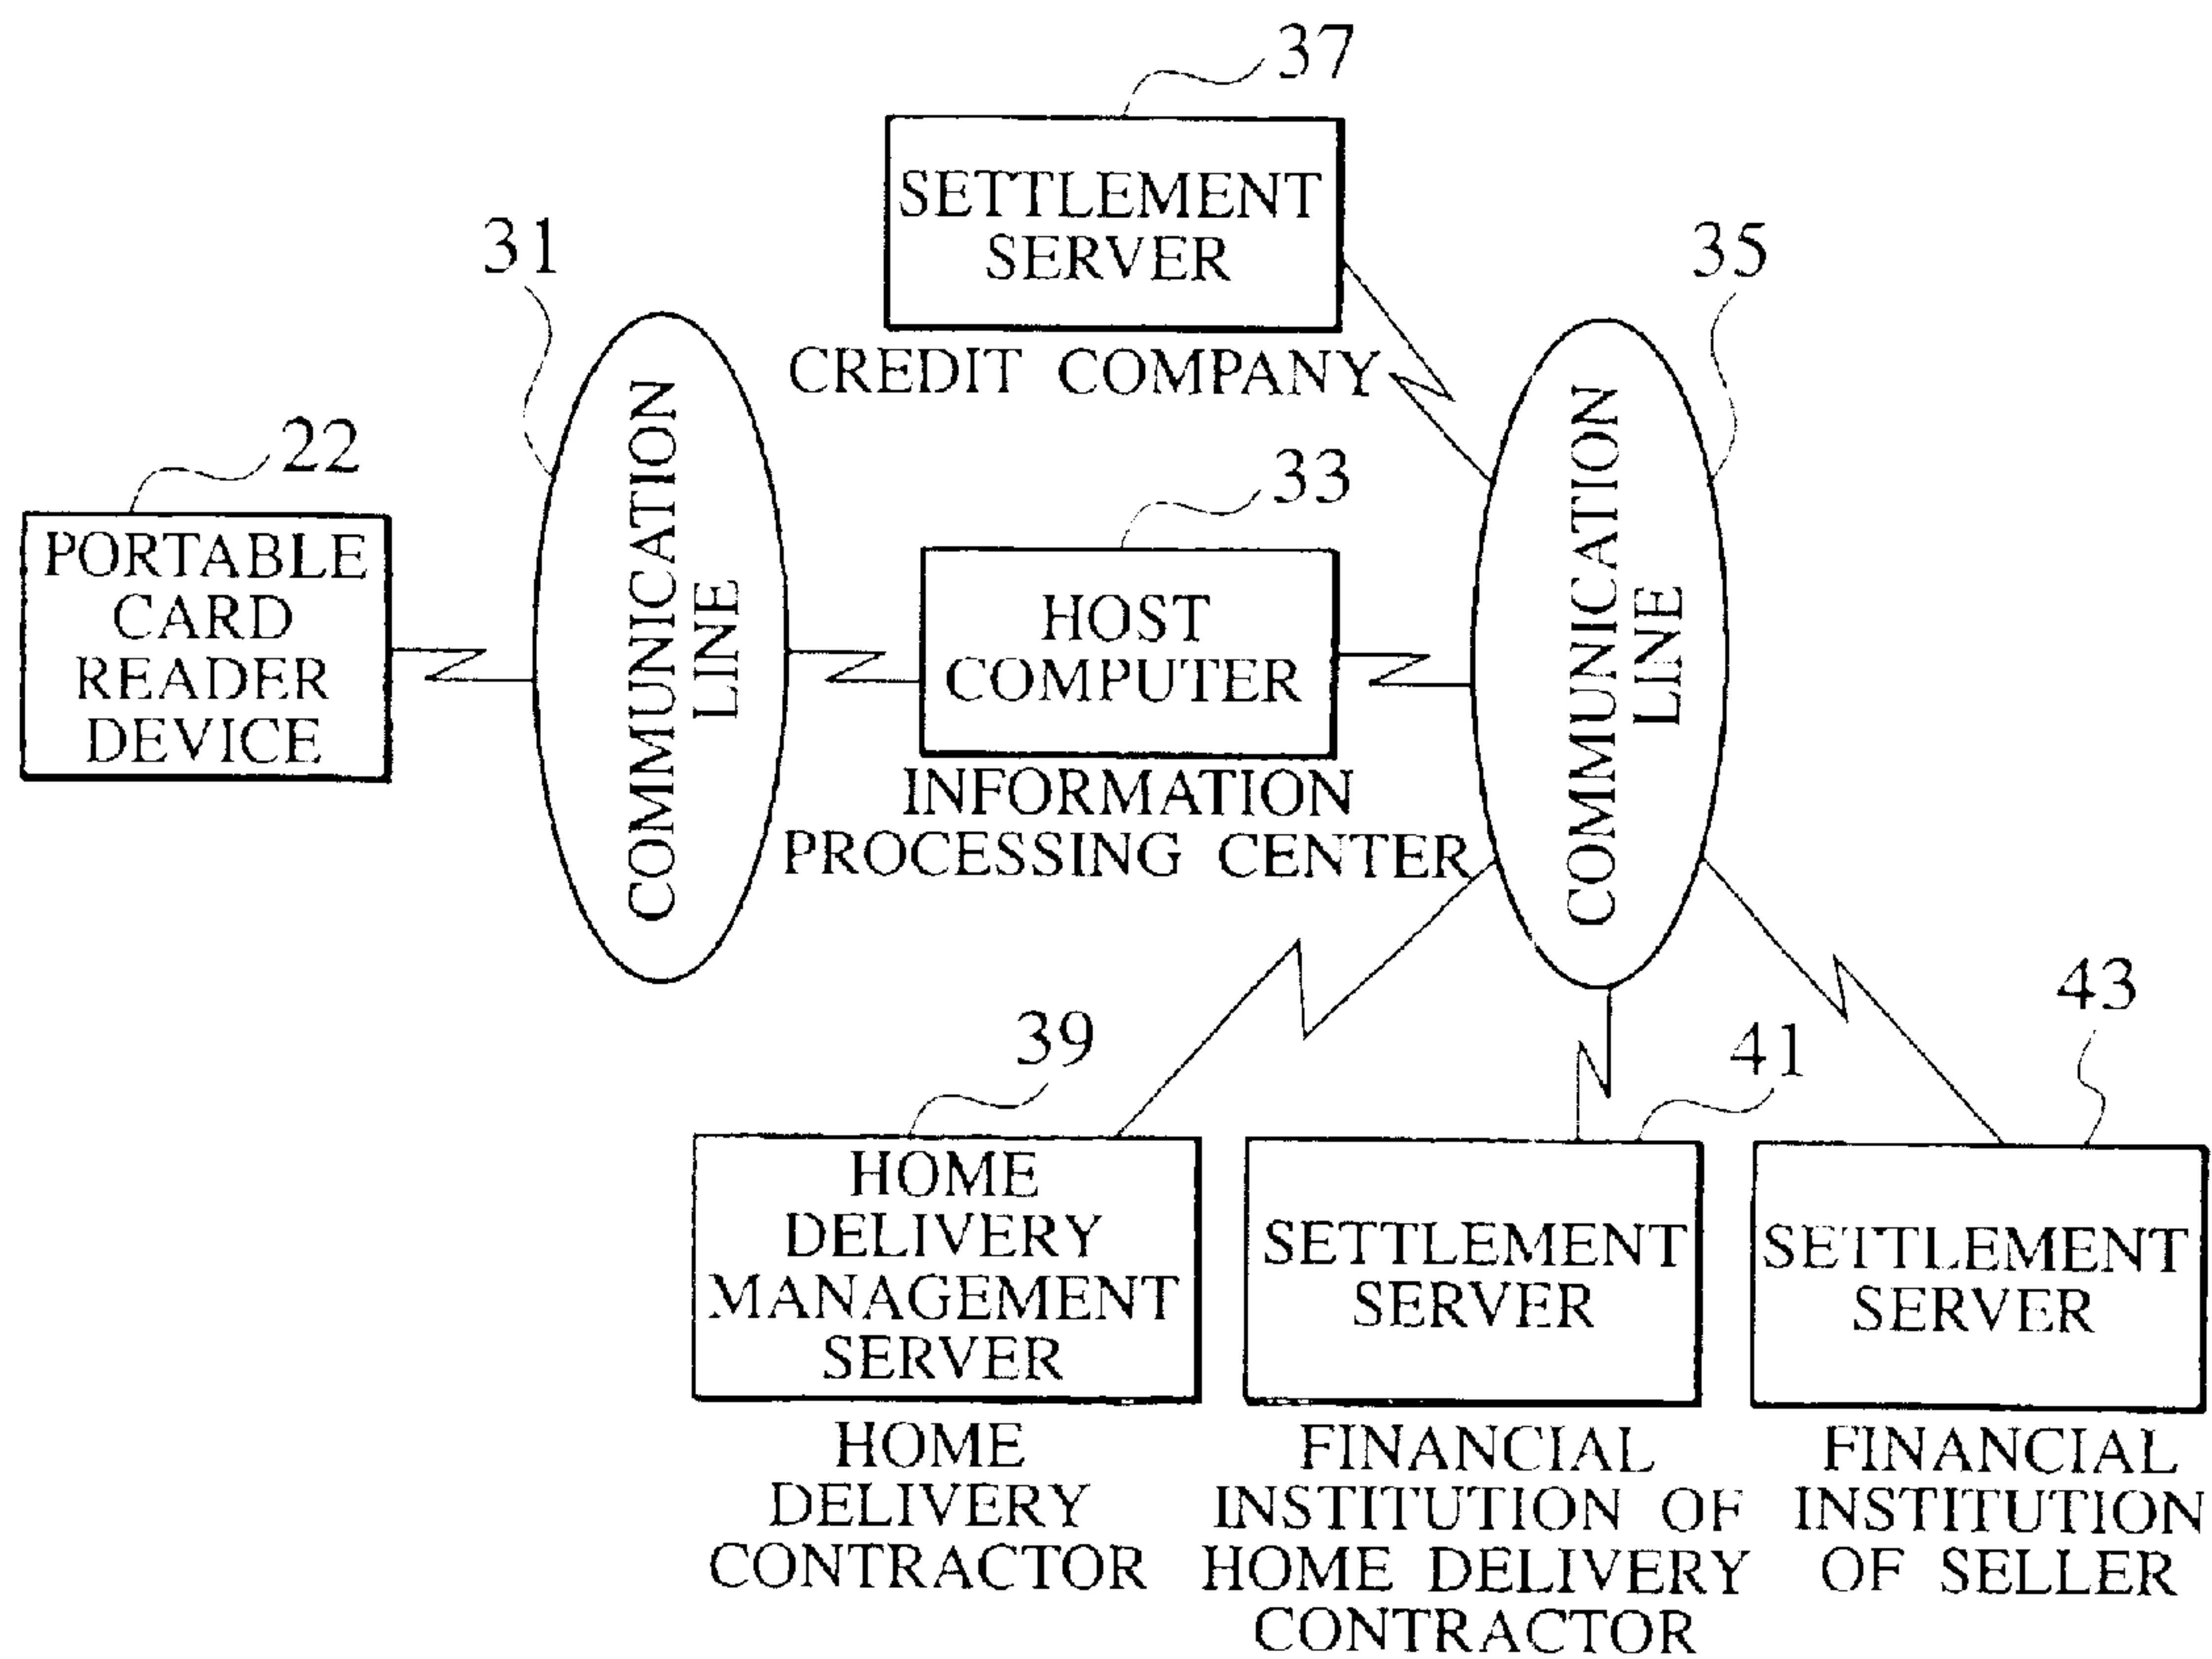 37
SETTLEMENT
SERVER
CREDIT COMPANY
31
COMMUNICATION
LINE
35
COMMUNICATION
LINE
22
PORTABLE
CARD
READER
DEVICE
33
HOST
COMPUTER
INFORMATION
PROCESSING CENTER
39
HOME
DELIVERY
MANAGEMENT
SERVER
HOME
DELIVERY
CONTRACTOR
41
SETTLEMENT
SERVER
FINANCIAL
INSTITUTION OF
HOME DELIVERY
CONTRACTOR
43
SETTLEMENT
SERVER
FINANCIAL
INSTITUTION
OF SELLER